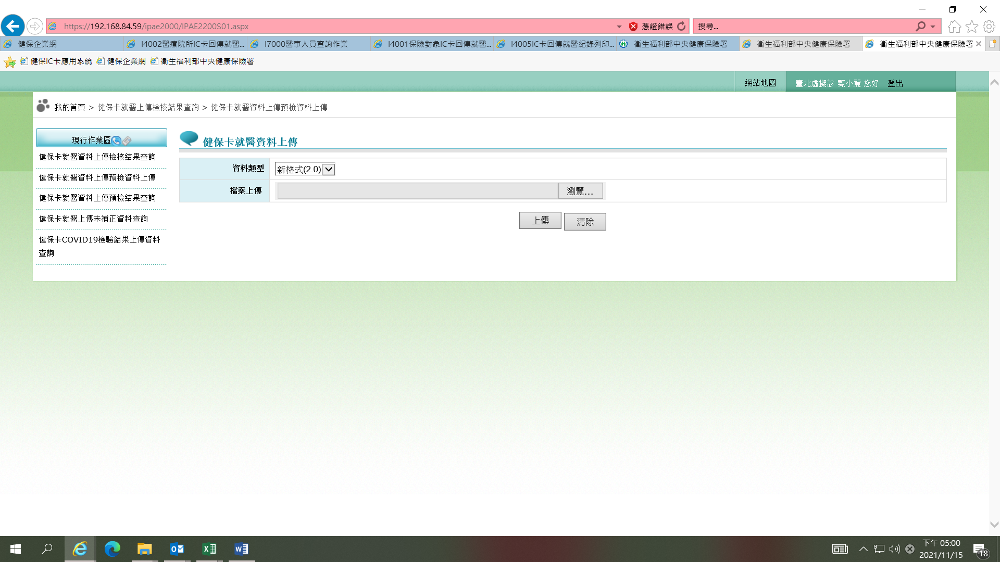 https://192.168.84.59/ipae2000/IPAE2200S01.aspx
憑證錯誤
搜尋...
健保企業網
I4002醫療院所IC卡回傳就醫...
I7000醫事人員查詢作業
I4001保險對象IC卡回傳就醫...
I4005IC卡回傳就醫紀錄列印...
衛生福利部中央健康保險署
衛生福利部中央健康保險署
衛生福利部中央健康保險署
健保IC卡應用系統
健保企業網
衛生福利部中央健康保險署
網站地圖
臺北虛擬診 甄小麗 您好
登出
我的首頁 > 健保卡就醫上傳檢核結果查詢 > 健保卡就醫資料上傳預檢資料上傳
現行作業區
健保卡就醫資料上傳檢核結果查詢
健保卡就醫資料上傳預檢資料上傳
健保卡就醫資料上傳預檢結果查詢
健保卡就醫上傳未補正資料查詢
健保卡COVID19檢驗結果上傳資料
查詢
健保卡就醫資料上傳
資料類型
新格式(2.0)
檔案上傳
瀏覽...
上傳
清除
下午 05:00
2021/11/15
18